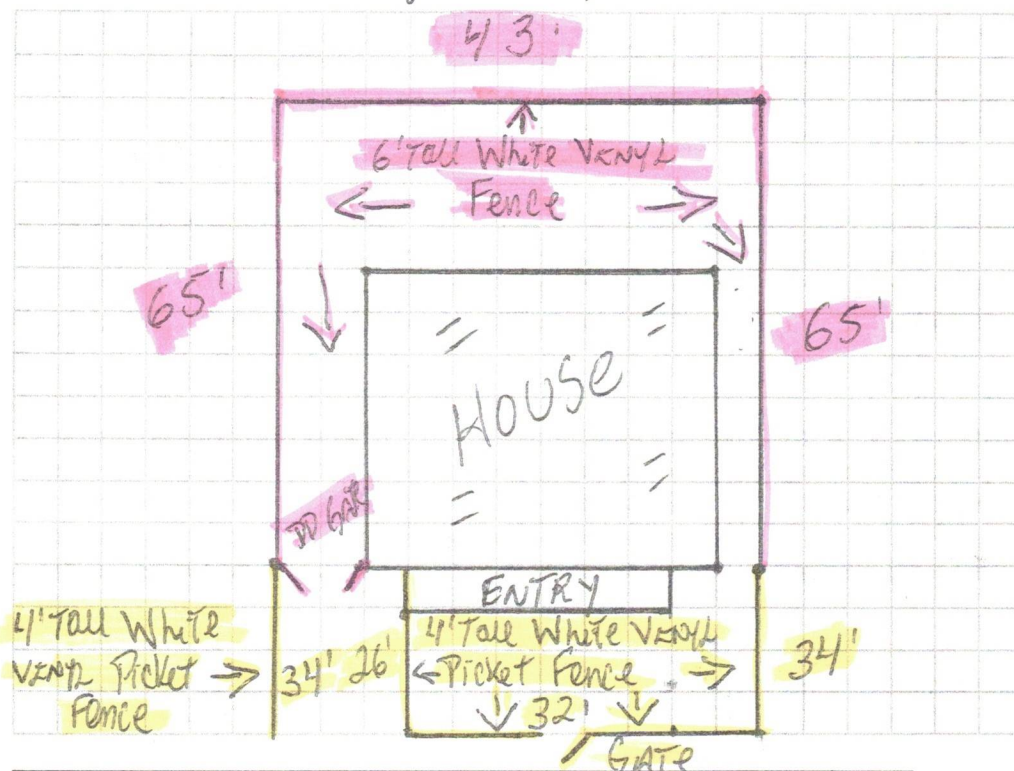 43'
6' Tall White Vinyl
Fence
65'
65'
House
DD Gate
ENTRY
4' Tall White
Vinyl Picket
Fence
34'
26'
4' Tall White Vinyl
Picket Fence
32'
34'
Gate